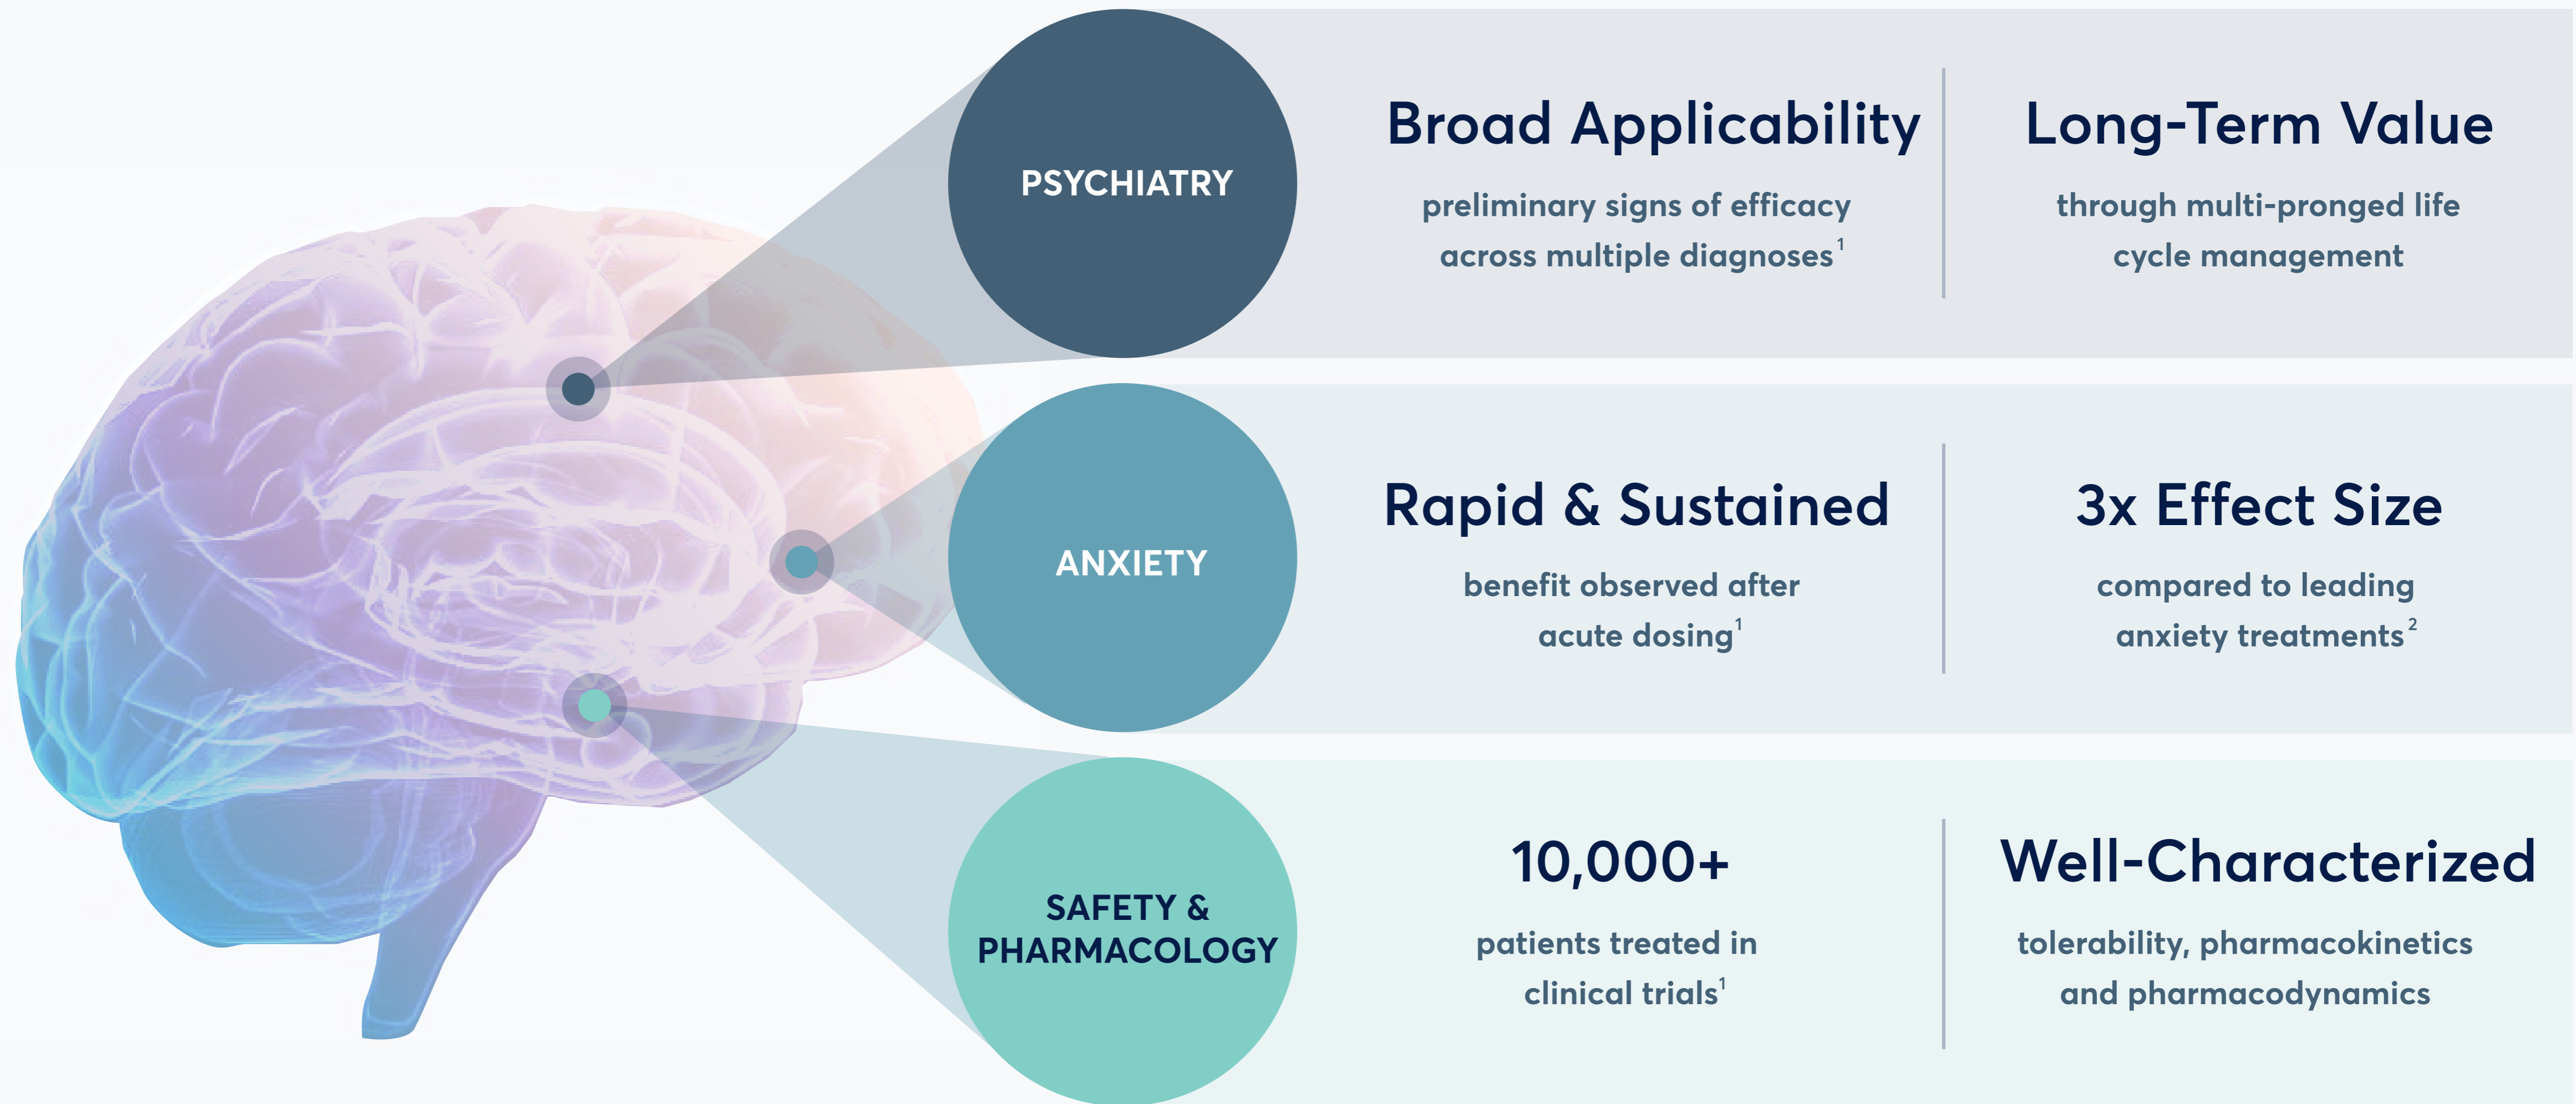 PSYCHIATRY
Broad Applicability
preliminary signs of efficacy
across multiple diagnoses¹
Long-Term Value
through multi-pronged life
cycle management
ANXIETY
Rapid & Sustained
benefit observed after
acute dosing¹
3x Effect Size
compared to leading
anxiety treatments²
SAFETY &
PHARMACOLOGY
10,000+
patients treated in
clinical trials¹
Well-Characterized
tolerability, pharmacokinetics
and pharmacodynamics